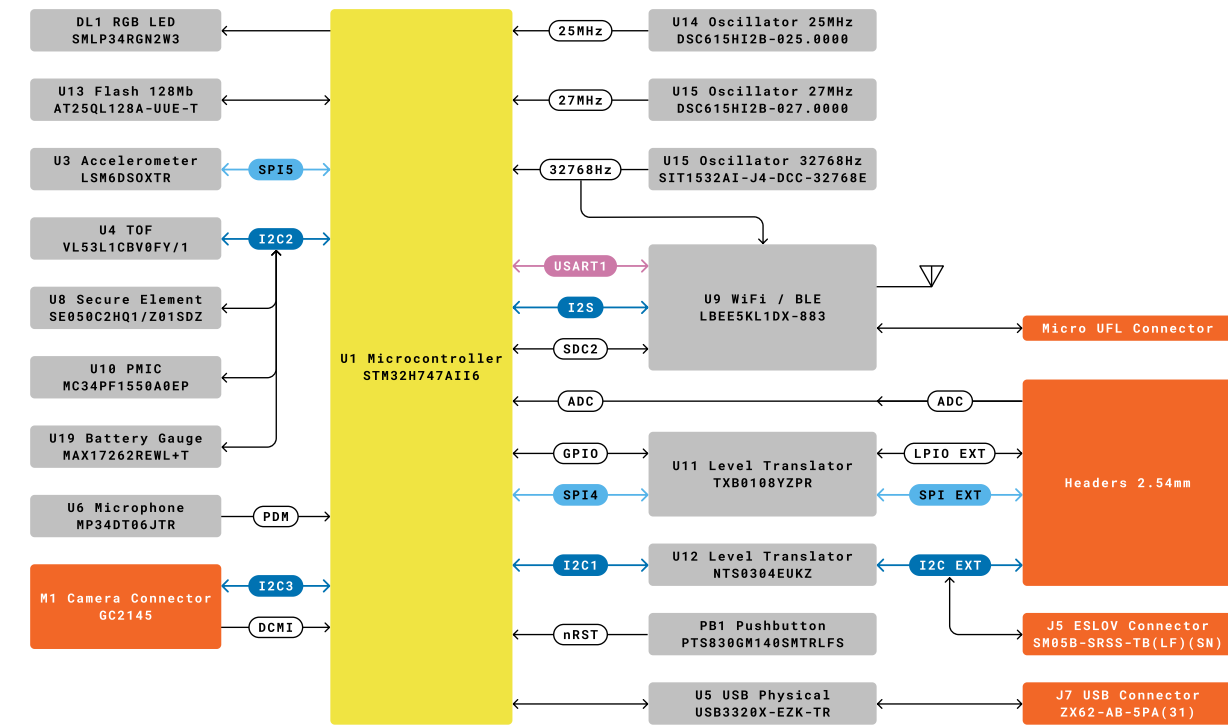 DL1 RGB LED
SMLP34RGN2W3
U13 Flash 128Mb
AT25QL128A-UUE-T
U3 Accelerometer
LSM6DSOXTR
SPI5
U4 TOF
VL53L1CBV0FY/1
I2C2
U8 Secure Element
SE050C2HQ1/Z01SDZ
U10 PMIC
MC34PF1550A0EP
U19 Battery Gauge
MAX17262REWL+T
U6 Microphone
MP34DT06JTR
PDM
M1 Camera Connector
GC2145
I2C3
DCMI
U1 Microcontroller
STM32H747AII6
25MHz
U14 Oscillator 25MHz
DSC615HI2B-025.0000
27MHz
U15 Oscillator 27MHz
DSC615HI2B-027.0000
32768Hz
U15 Oscillator 32768Hz
SIT1532AI-J4-DCC-32768E
USART1
I2S
SDC2
U9 WiFi / BLE
LBEE5KL1DX-883
Micro UFL Connector
ADC
ADC
GPIO
SPI4
U11 Level Translator
TXB0108YZPR
LPIO EXT
SPI EXT
Headers 2.54mm
I2C1
U12 Level Translator
NTS0304EUKZ
I2C EXT
nRST
PB1 Pushbutton
PTS830GM140SMTRLFS
J5 ESLOV Connector
SM05B-SRSS-TB(LF)(SN)
U5 USB Physical
USB3320X-EZK-TR
J7 USB Connector
ZX62-AB-5PA(31)